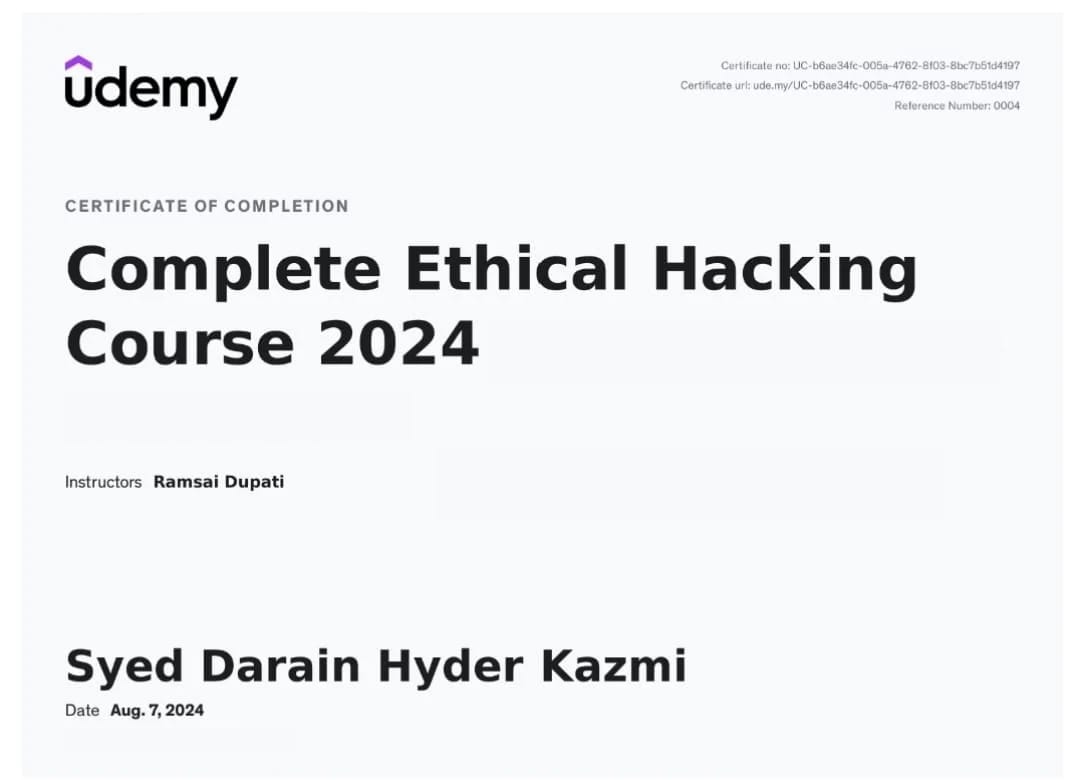 udemy
Certificate no: UC-b6ae34fc-005a-4762-8f03-8bc7b51d4197
Certificate url: ude.my/UC-b6ae34fc-005a-4762-8f03-8bc7b51d4197
Reference Number: 0004
CERTIFICATE OF COMPLETION
Complete Ethical Hacking
Course 2024
Instructors Ramsai Dupati
Syed Darain Hyder Kazmi
Date Aug. 7, 2024